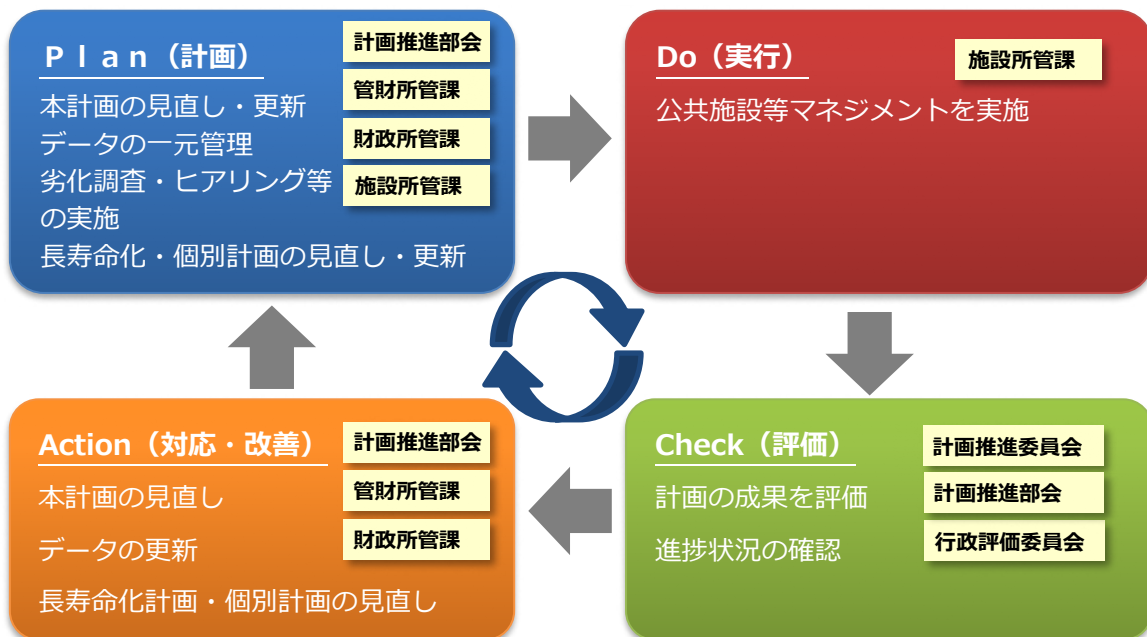 Ｐｌａｎ（計画）
計画推進部会
管財所管課
財政所管課
施設所管課
本計画の見直し・更新
データの一元管理
劣化調査・ヒアリング等
の実施
長寿命化・個別計画の見直し・更新
Do（実行）
施設所管課
公共施設等マネジメントを実施
Action（対応・改善）
計画推進部会
管財所管課
財政所管課
本計画の見直し
データの更新
長寿命化計画・個別計画の見直し
Check（評価）
計画推進委員会
計画推進部会
行政評価委員会
計画の成果を評価
進捗状況の確認